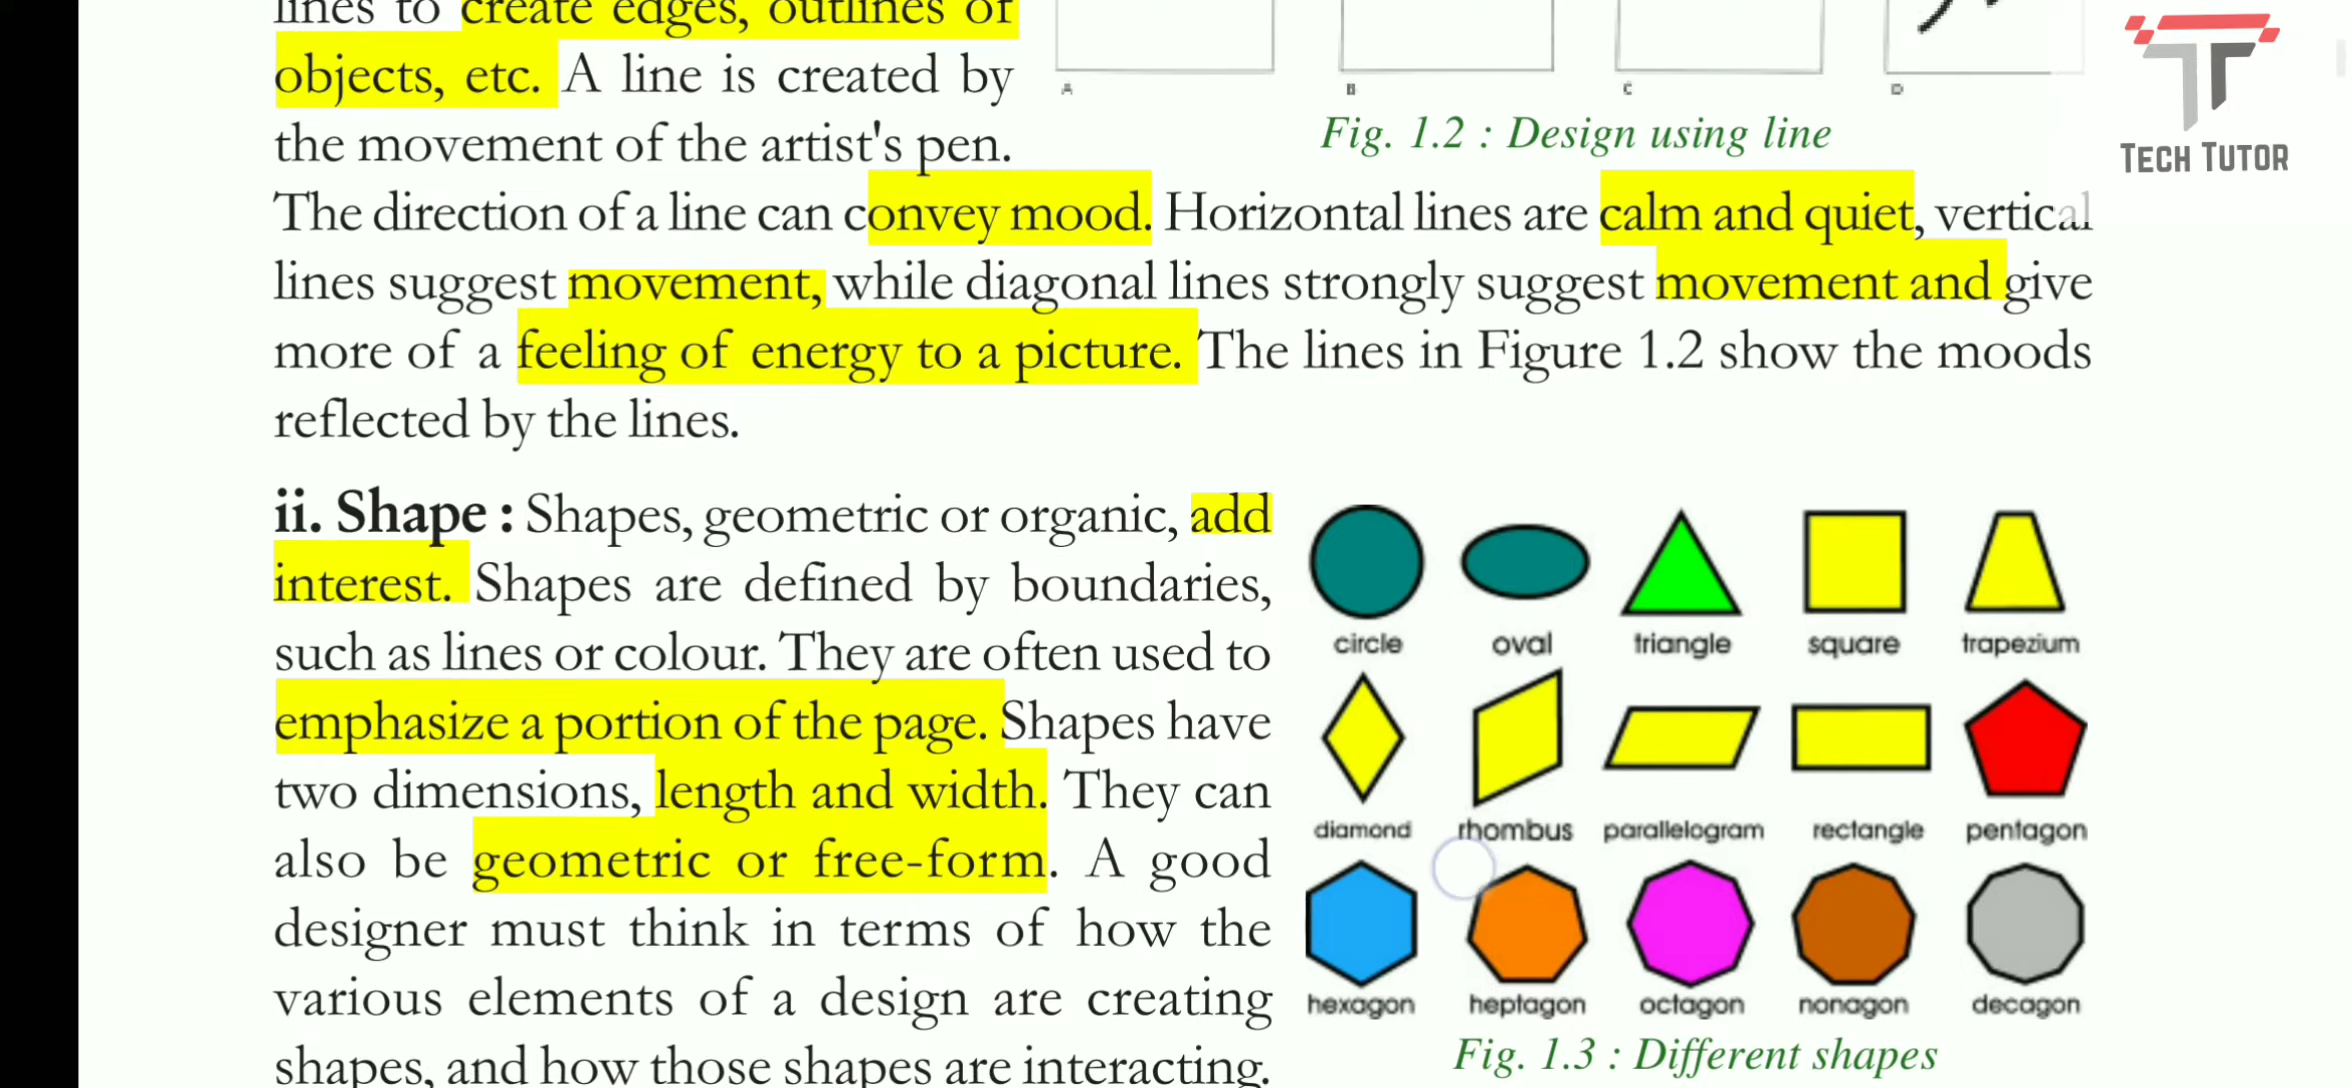 lines to create edges, outlines of
objects, etc. A line is created by
the movement of the artist's pen.
A B C D
Fig. 1.2 : Design using line
TECH TUTOR
The direction of a line can convey mood. Horizontal lines are calm and quiet, vertical
lines suggest movement, while diagonal lines strongly suggest movement and give
more of a feeling of energy to a picture. The lines in Figure 1.2 show the moods
reflected by the lines.
ii. Shape : Shapes, geometric or organic, add
interest. Shapes are defined by boundaries,
such as lines or colour. They are often used to
emphasize a portion of the page. Shapes have
two dimensions, length and width. They can
also be geometric or free-form. A good
designer must think in terms of how the
various elements of a design are creating
shapes, and how those shapes are interacting.
circle oval triangle square trapezium
diamond rhombus parallelogram rectangle pentagon
hexagon heptagon octagon nonagon decagon
Fig. 1.3 : Different shapes